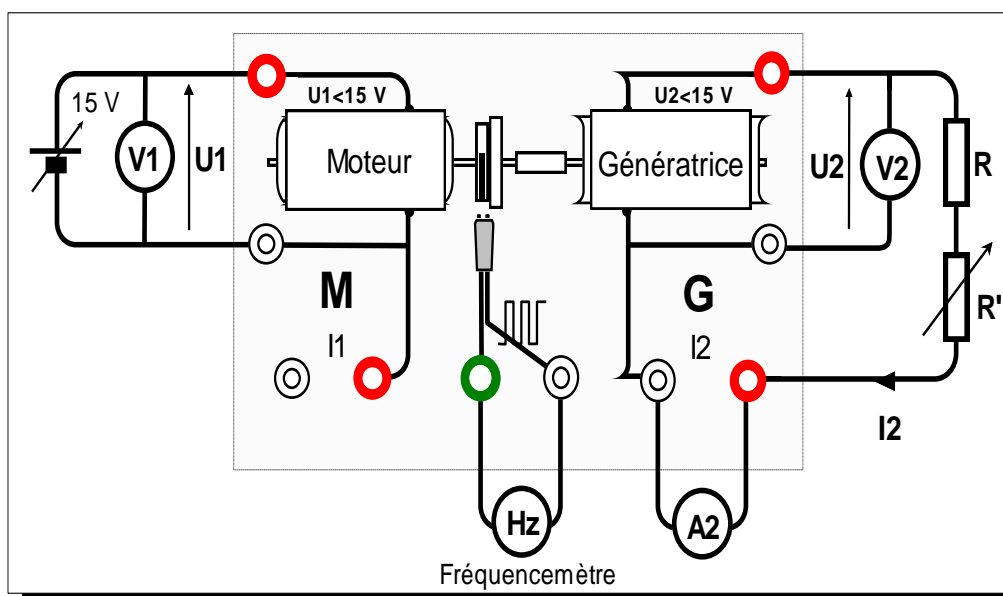 15 V
V1
U1
U1<15 V
Moteur
U2<15 V
Génératrice
U2
V2
R
R'
M
I1
G
I2
I2
Hz
A2
Fréquencemètre